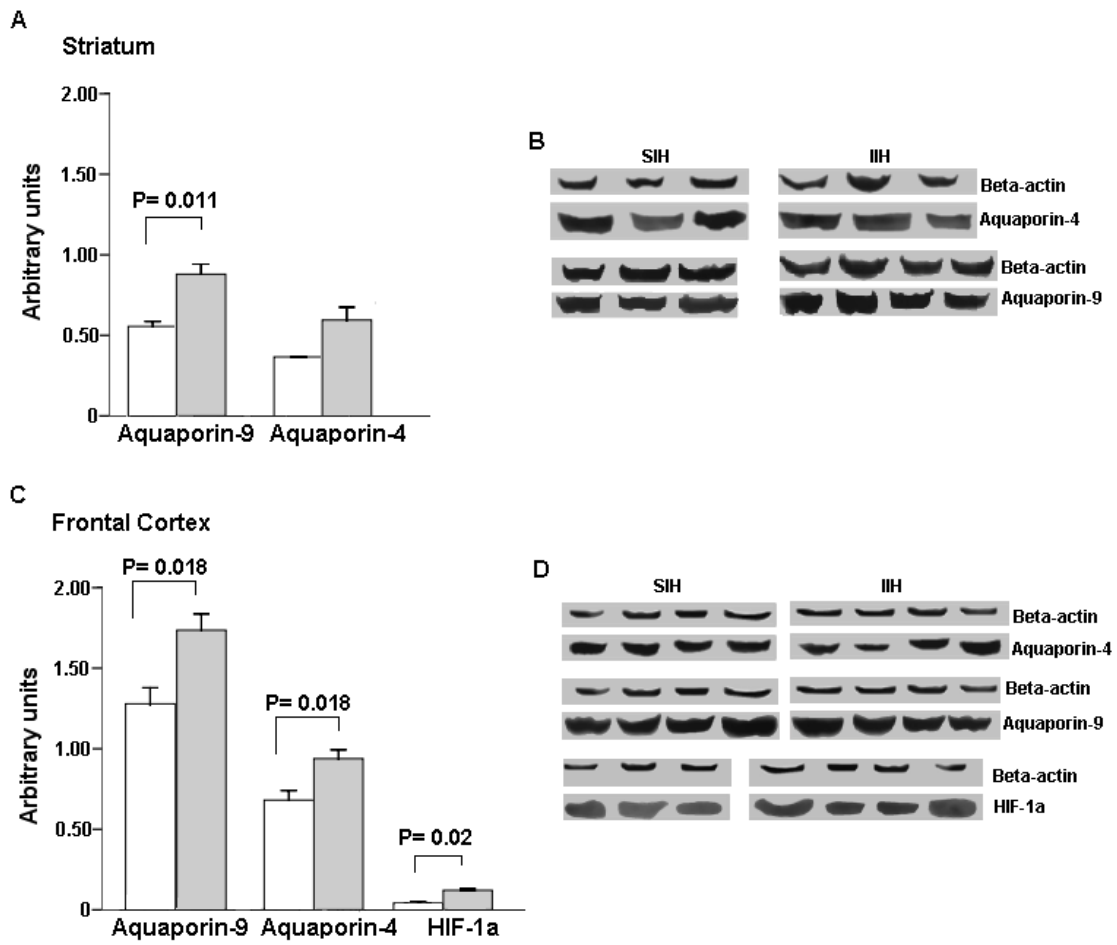 A
Striatum
2.00
1.50
1.00
0.50
0
Arbitrary units
P= 0.011
Aquaporin-9 Aquaporin-4
B
SIH IIH
Beta-actin
Aquaporin-4
Beta-actin
Aquaporin-9
C
Frontal Cortex
2.00
1.50
1.00
0.50
0
Arbitrary units
P= 0.018
P= 0.018
P= 0.02
Aquaporin-9 Aquaporin-4 HIF-1a
D
SIH IIH
Beta-actin
Aquaporin-4
Beta-actin
Aquaporin-9
Beta-actin
HIF-1a